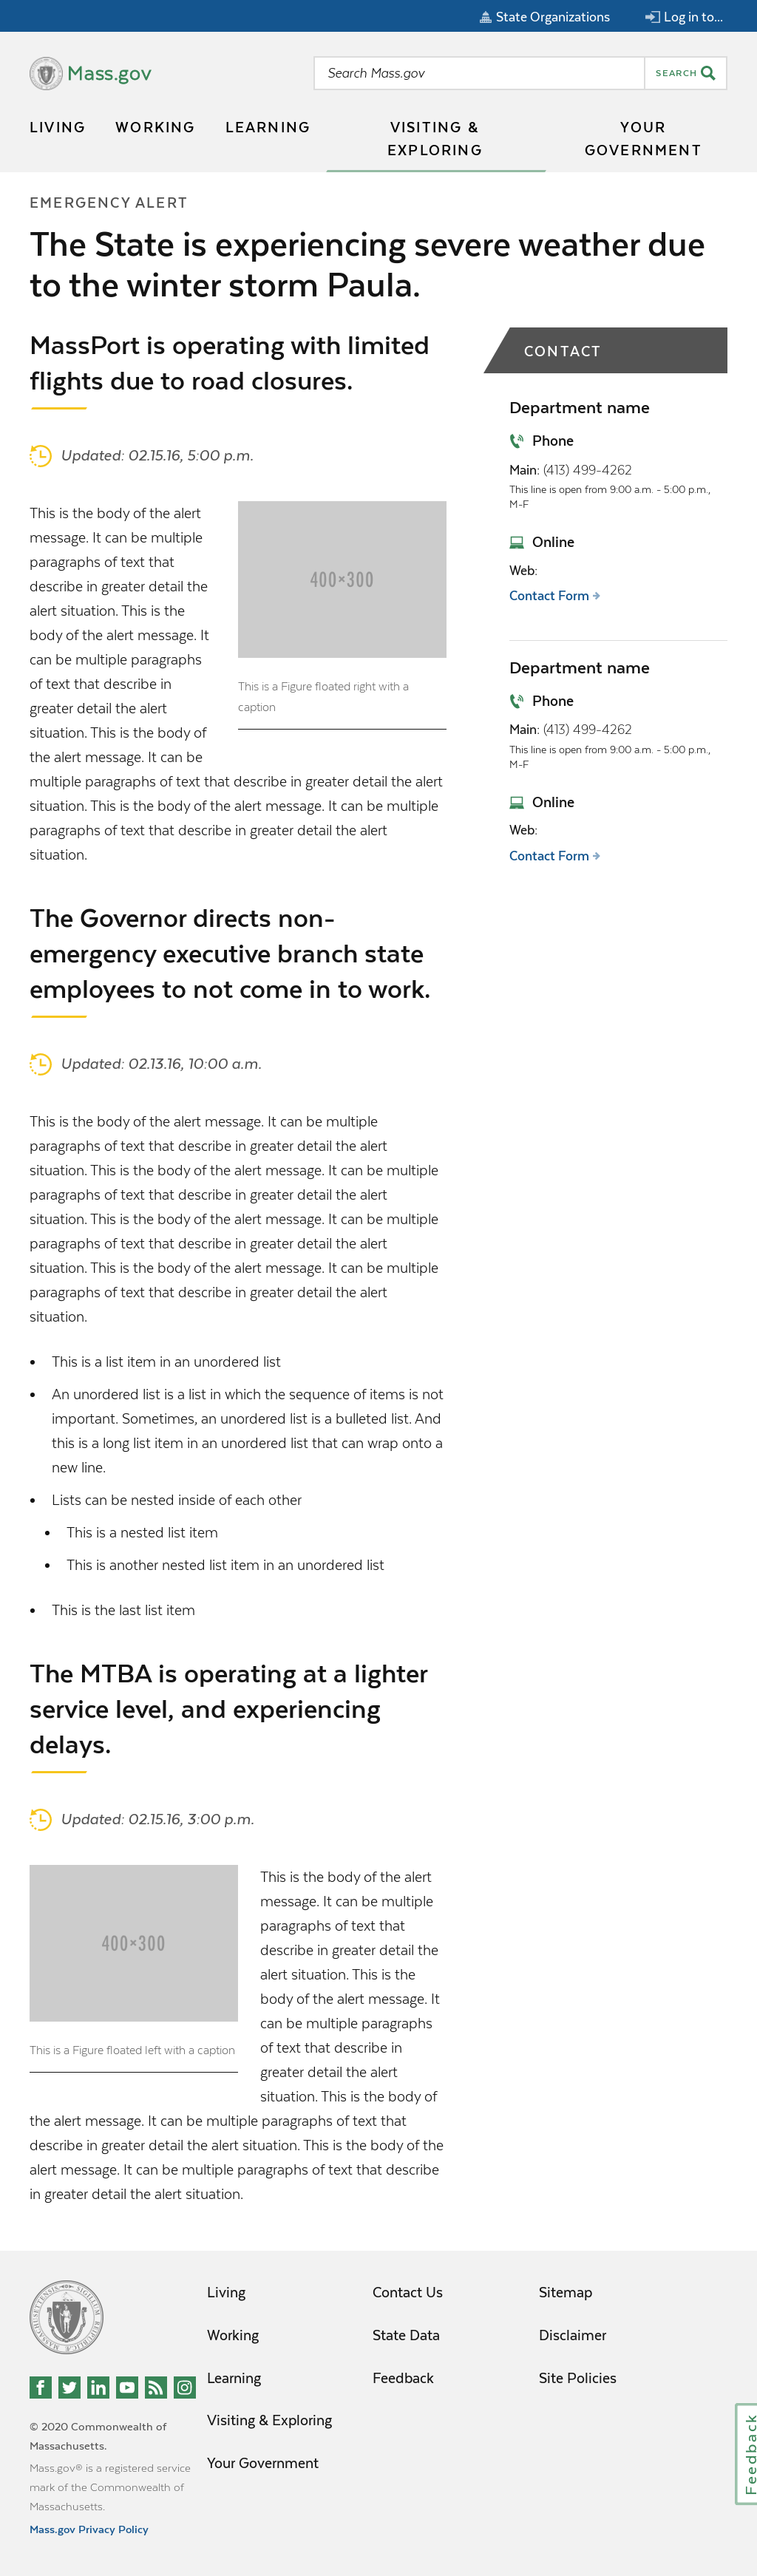 State Organizations
Log in to...
Mass.gov
Search Mass.gov
SEARCH
LIVING
WORKING
LEARNING
VISITING &
EXPLORING
YOUR
GOVERNMENT
EMERGENCY ALERT
The State is experiencing severe weather due
to the winter storm Paula.
MassPort is operating with limited
flights due to road closures.
Updated: 02.15.16, 5:00 p.m.
This is the body of the alert
message. It can be multiple
paragraphs of text that
describe in greater detail the
alert situation. This is the
body of the alert message. It
can be multiple paragraphs
of text that describe in
greater detail the alert
situation. This is the body of
the alert message. It can be
multiple paragraphs of text that describe in greater detail the alert
situation. This is the body of the alert message. It can be multiple
paragraphs of text that describe in greater detail the alert
situation.
400×300
This is a Figure floated right with a
caption
The Governor directs non-
emergency executive branch state
employees to not come in to work.
Updated: 02.13.16, 10:00 a.m.
This is the body of the alert message. It can be multiple
paragraphs of text that describe in greater detail the alert
situation. This is the body of the alert message. It can be multiple
paragraphs of text that describe in greater detail the alert
situation. This is the body of the alert message. It can be multiple
paragraphs of text that describe in greater detail the alert
situation. This is the body of the alert message. It can be multiple
paragraphs of text that describe in greater detail the alert
situation.
This is a list item in an unordered list
An unordered list is a list in which the sequence of items is not
important. Sometimes, an unordered list is a bulleted list. And
this is a long list item in an unordered list that can wrap onto a
new line.
Lists can be nested inside of each other
This is a nested list item
This is another nested list item in an unordered list
This is the last list item
The MTBA is operating at a lighter
service level, and experiencing
delays.
Updated: 02.15.16, 3:00 p.m.
400×300
This is a Figure floated left with a caption
This is the body of the alert
message. It can be multiple
paragraphs of text that
describe in greater detail the
alert situation. This is the
body of the alert message. It
can be multiple paragraphs
of text that describe in
greater detail the alert
situation. This is the body of
the alert message. It can be multiple paragraphs of text that
describe in greater detail the alert situation. This is the body of the
alert message. It can be multiple paragraphs of text that describe
in greater detail the alert situation.
CONTACT
Department name
Phone
Main: (413) 499-4262
This line is open from 9:00 a.m. - 5:00 p.m.,
M-F
Online
Web:
Contact Form
Department name
Phone
Main: (413) 499-4262
This line is open from 9:00 a.m. - 5:00 p.m.,
M-F
Online
Web:
Contact Form
Living
Working
Learning
Visiting & Exploring
Your Government
Contact Us
State Data
Feedback
Sitemap
Disclaimer
Site Policies
© 2020 Commonwealth of
Massachusetts.
Mass.gov® is a registered service
mark of the Commonwealth of
Massachusetts.
Mass.gov Privacy Policy
Feedback